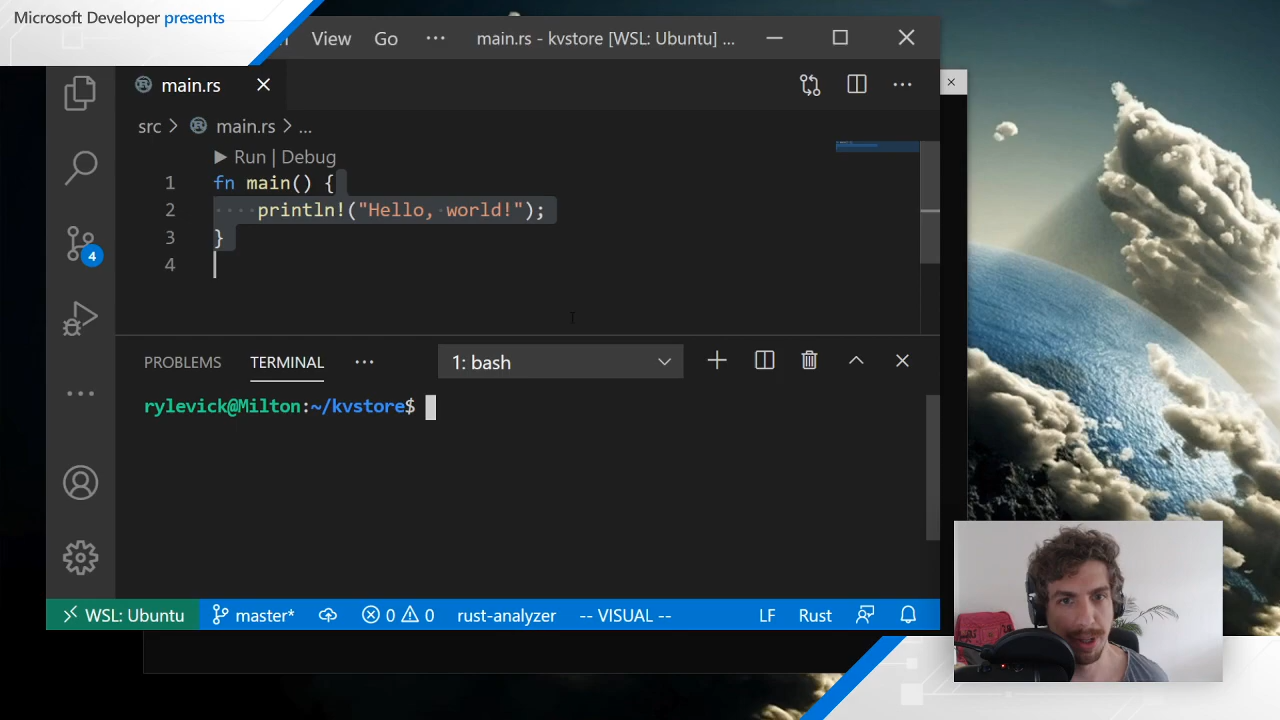 Microsoft Developer presents
View Go ··· main.rs - kvstore [WSL: Ubuntu] ...
main.rs
src > main.rs > ...
Run | Debug
1 fn main() {
2 ····println!("Hello,·world!");
3 }
4
4
PROBLEMS TERMINAL ··· 1: bash
rylevick@Milton:~/kvstore$
WSL: Ubuntu master* 0 0 rust-analyzer -- VISUAL -- LF Rust